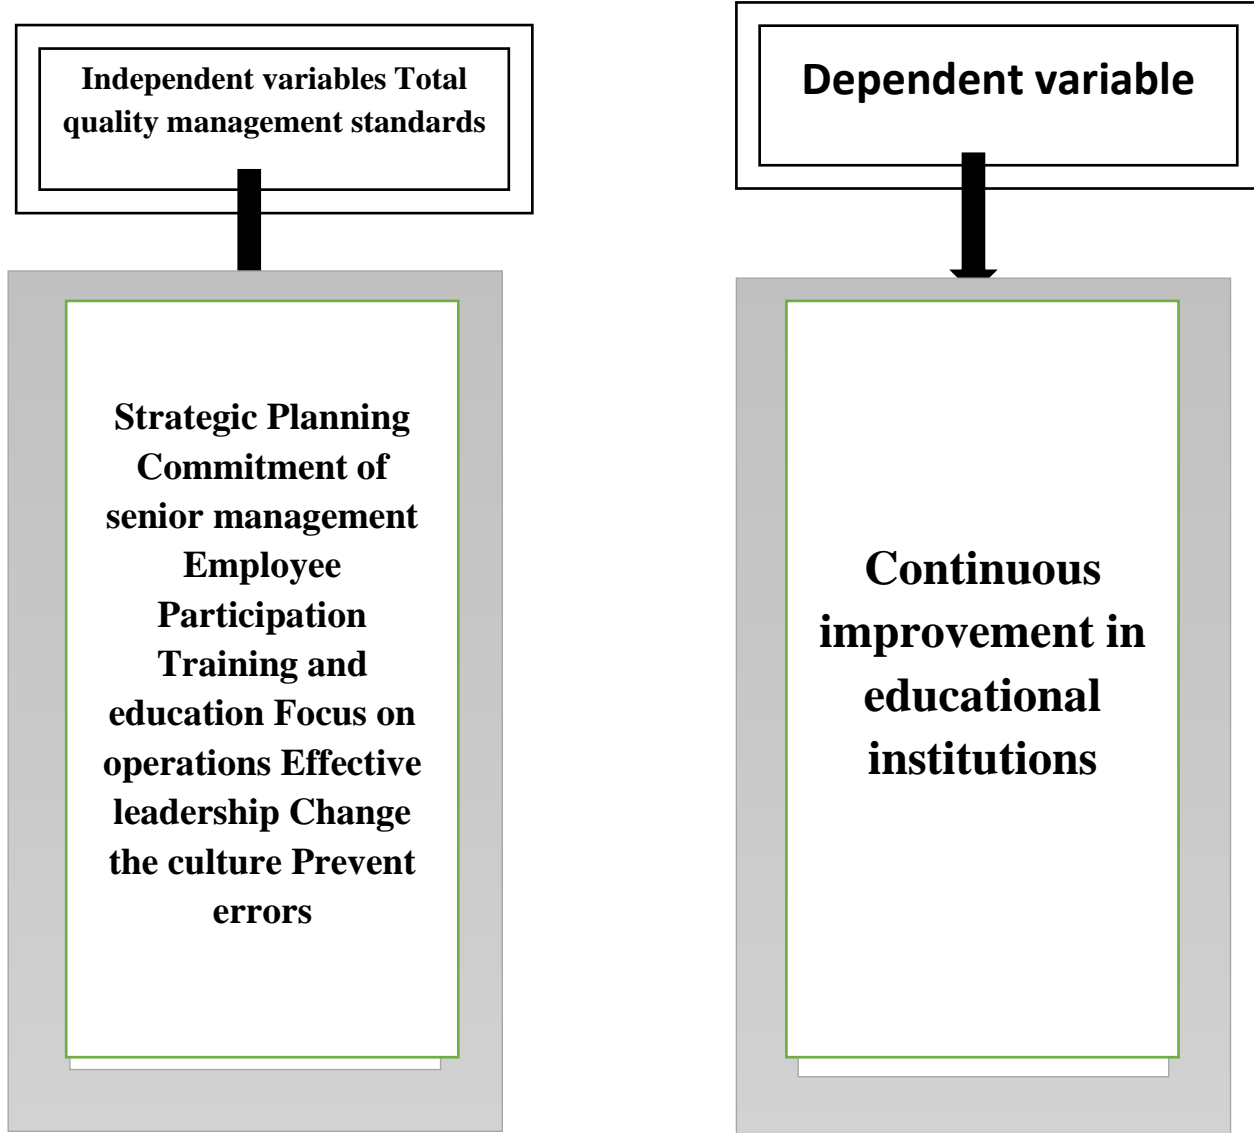 Independent variables Total
quality management standards
Strategic Planning
Commitment of
senior management
Employee
Participation
Training and
education Focus on
operations Effective
leadership Change
the culture Prevent
errors
Dependent variable
Continuous
improvement in
educational
institutions